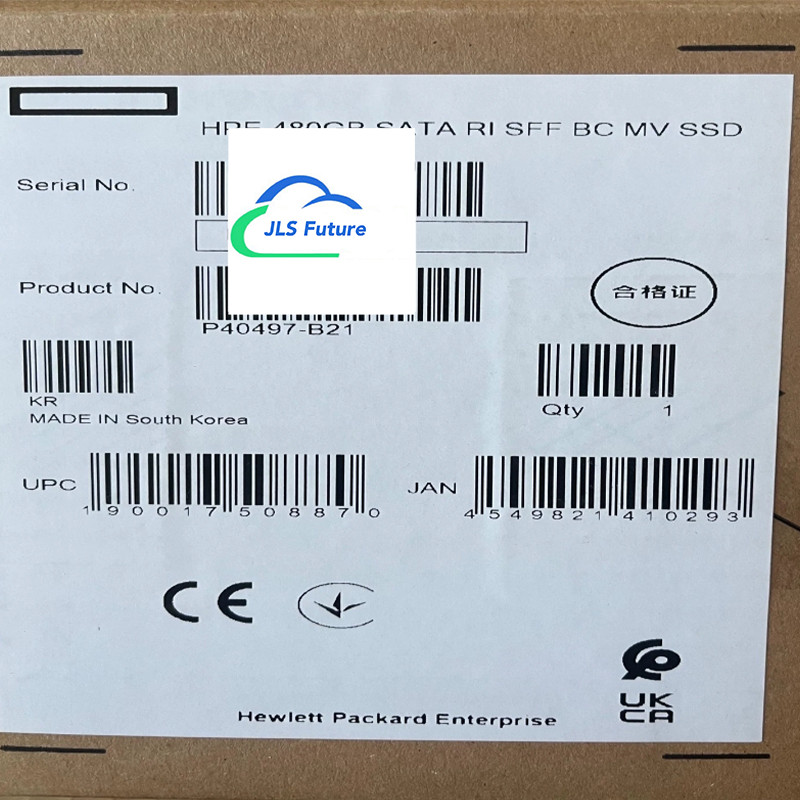 HPE 480GB SATA RI SFF BC MV SSD
Serial No.
JLS Future
Product No.
P40497-B21
合格证
KR
MADE IN South Korea
Qty 1
UPC
190017508870
JAN
4549821410293
CE
UK
CA
Hewlett Packard Enterprise